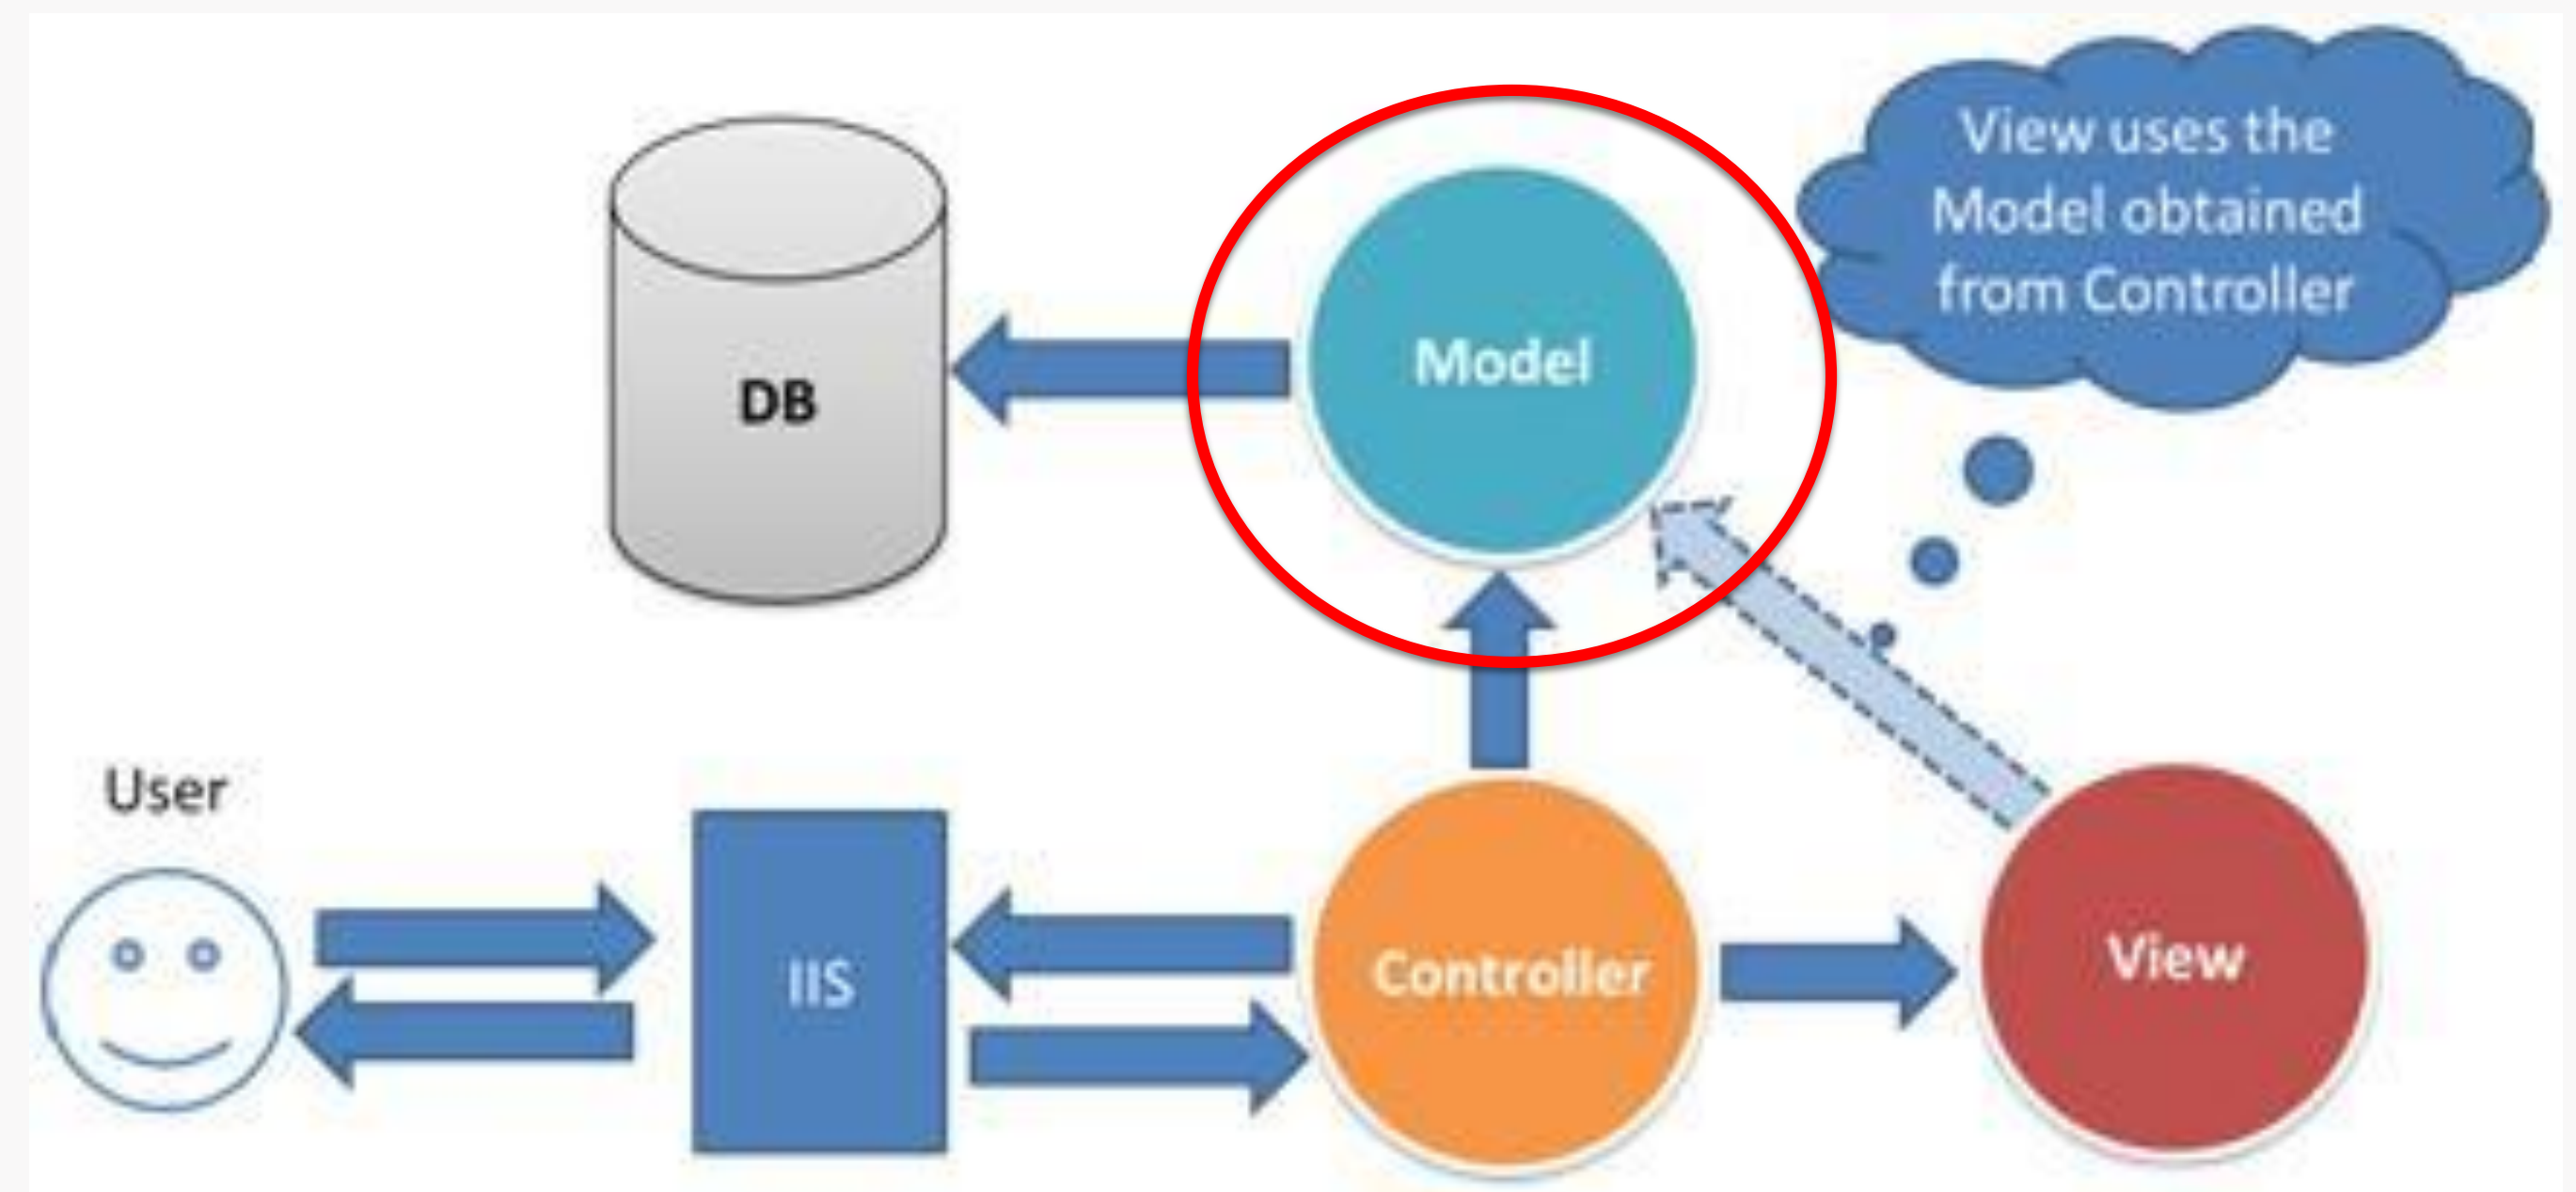 View uses the
Model obtained
from Controller
Model
DB
User
IIS
Controller
View